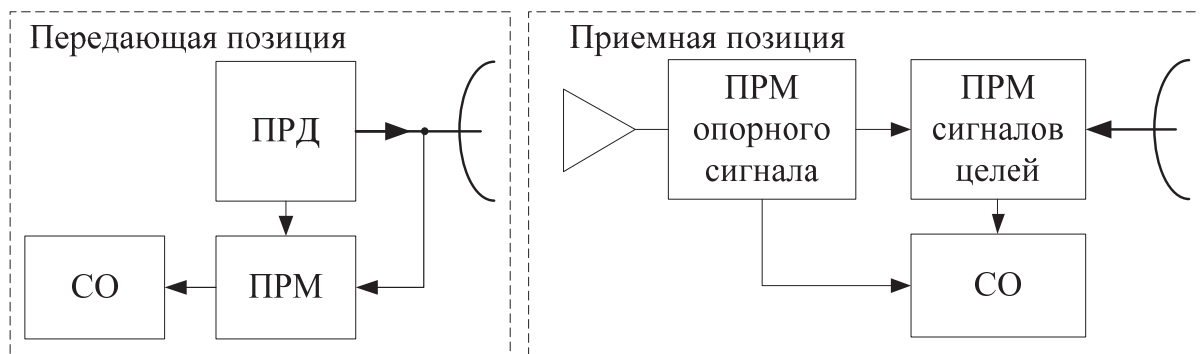 Передающая позиция
ПРД
СО
ПРМ
Приемная позиция
ПРМ
опорного
сигнала
ПРМ
сигналов
целей
СО